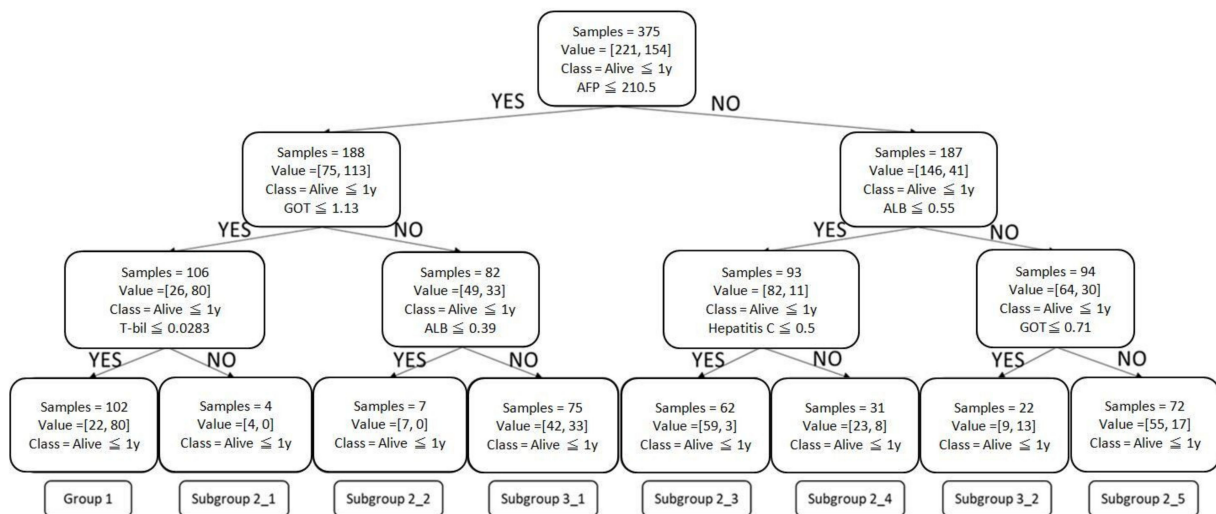 Samples = 375
Value = [221, 154]
Class = Alive ≦ 1y
AFP ≦ 210.5
YES
NO
Samples = 188
Value =[75, 113]
Class = Alive ≦ 1y
GOT ≦ 1.13
Samples = 187
Value =[146, 41]
Class = Alive ≦ 1y
ALB ≦ 0.55
YES
NO
YES
NO
Samples = 106
Value =[26, 80]
Class = Alive ≦ 1y
T-bil ≦ 0.0283
Samples = 82
Value =[49, 33]
Class = Alive ≦ 1y
ALB ≦ 0.39
Samples = 93
Value = [82, 11]
Class = Alive ≦ 1y
Hepatitis C ≦ 0.5
Samples = 94
Value =[64, 30]
Class = Alive ≦ 1y
GOT ≦ 0.71
YES
NO
YES
NO
YES
NO
YES
NO
Samples = 102
Value = [22, 80]
Class = Alive ≦ 1y
Samples = 4
Value =[4, 0]
Class = Alive ≦ 1y
Samples = 7
Value =[7, 0]
Class = Alive ≦ 1y
Samples = 75
Value =[42, 33]
Class = Alive ≦ 1y
Samples = 62
Value =[59, 3]
Class = Alive ≦ 1y
Samples = 31
Value =[23, 8]
Class = Alive ≦ 1y
Samples = 22
Value =[9, 13]
Class = Alive ≦ 1y
Samples = 72
Value =[55, 17]
Class = Alive ≦ 1y
Group 1
Subgroup 2_1
Subgroup 2_2
Subgroup 3_1
Subgroup 2_3
Subgroup 2_4
Subgroup 3_2
Subgroup 2_5